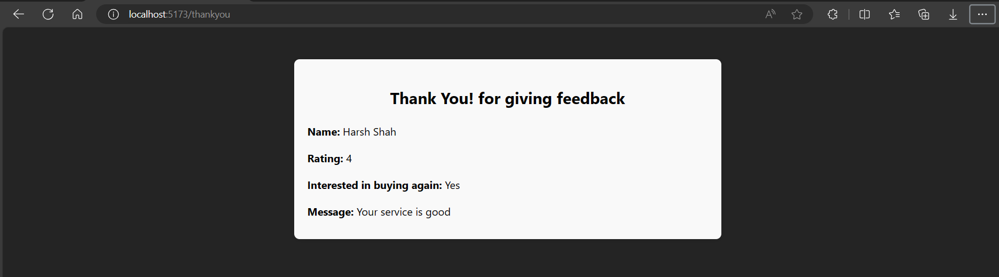 localhost:5173/thankyou
Thank You! for giving feedback
Name: Harsh Shah
Rating: 4
Interested in buying again: Yes
Message: Your service is good